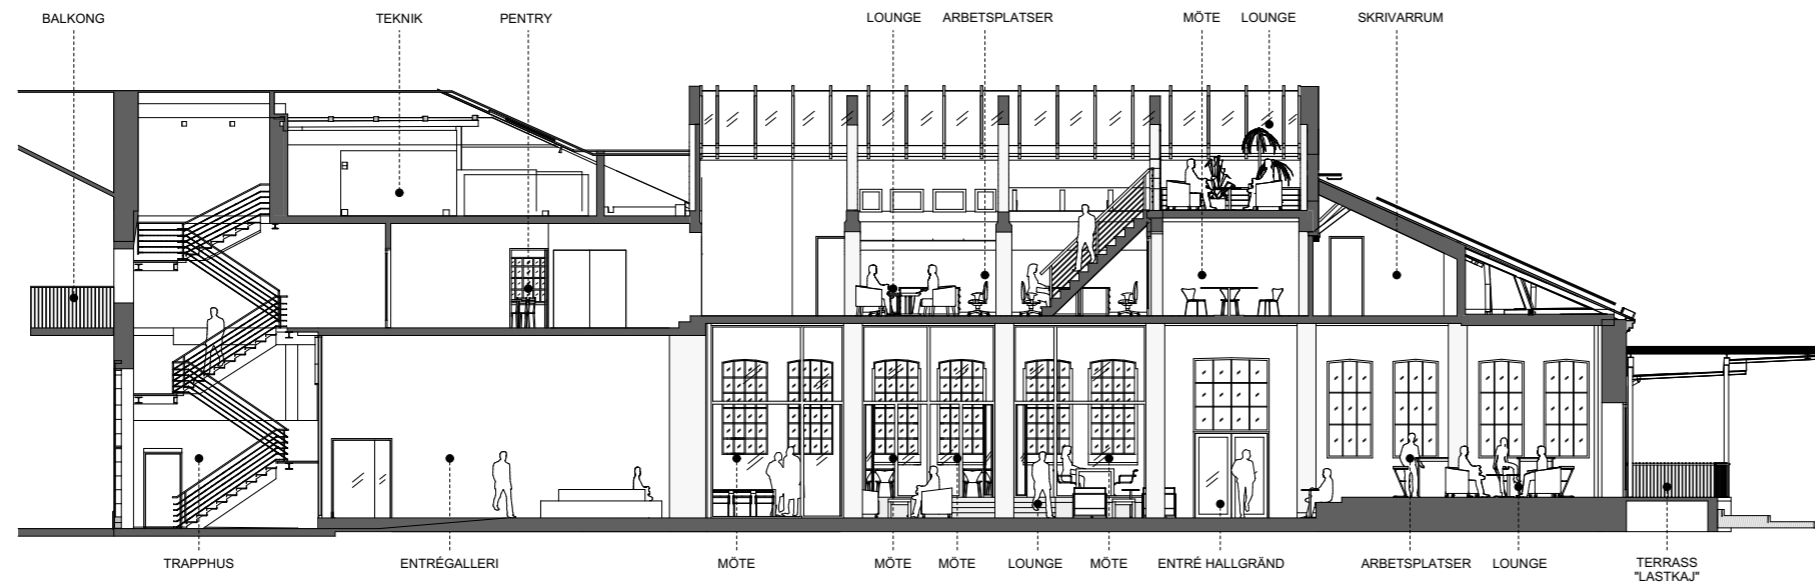 BALKONG
TEKNIK
PENTRY
LOUNGE
ARBETSPLATSER
MÖTE
LOUNGE
SKRIVARRUM
TRAPPHUS
ENTRÉGALLERI
MÖTE
MÖTE
MÖTE
LOUNGE
MÖTE
ENTRÉ HALLGRÄND
ARBETSPLATSER
LOUNGE
TERRASS
"LASTKAJ"